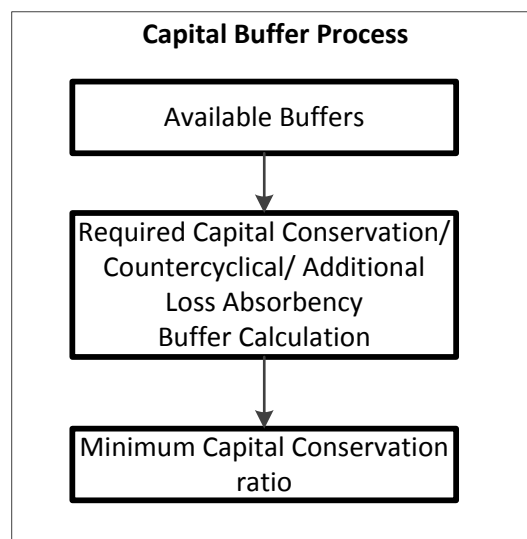 Capital Buffer Process
Available Buffers
Required Capital Conservation/
Countercyclical/ Additional
Loss Absorbency
Buffer Calculation
Minimum Capital Conservation
ratio